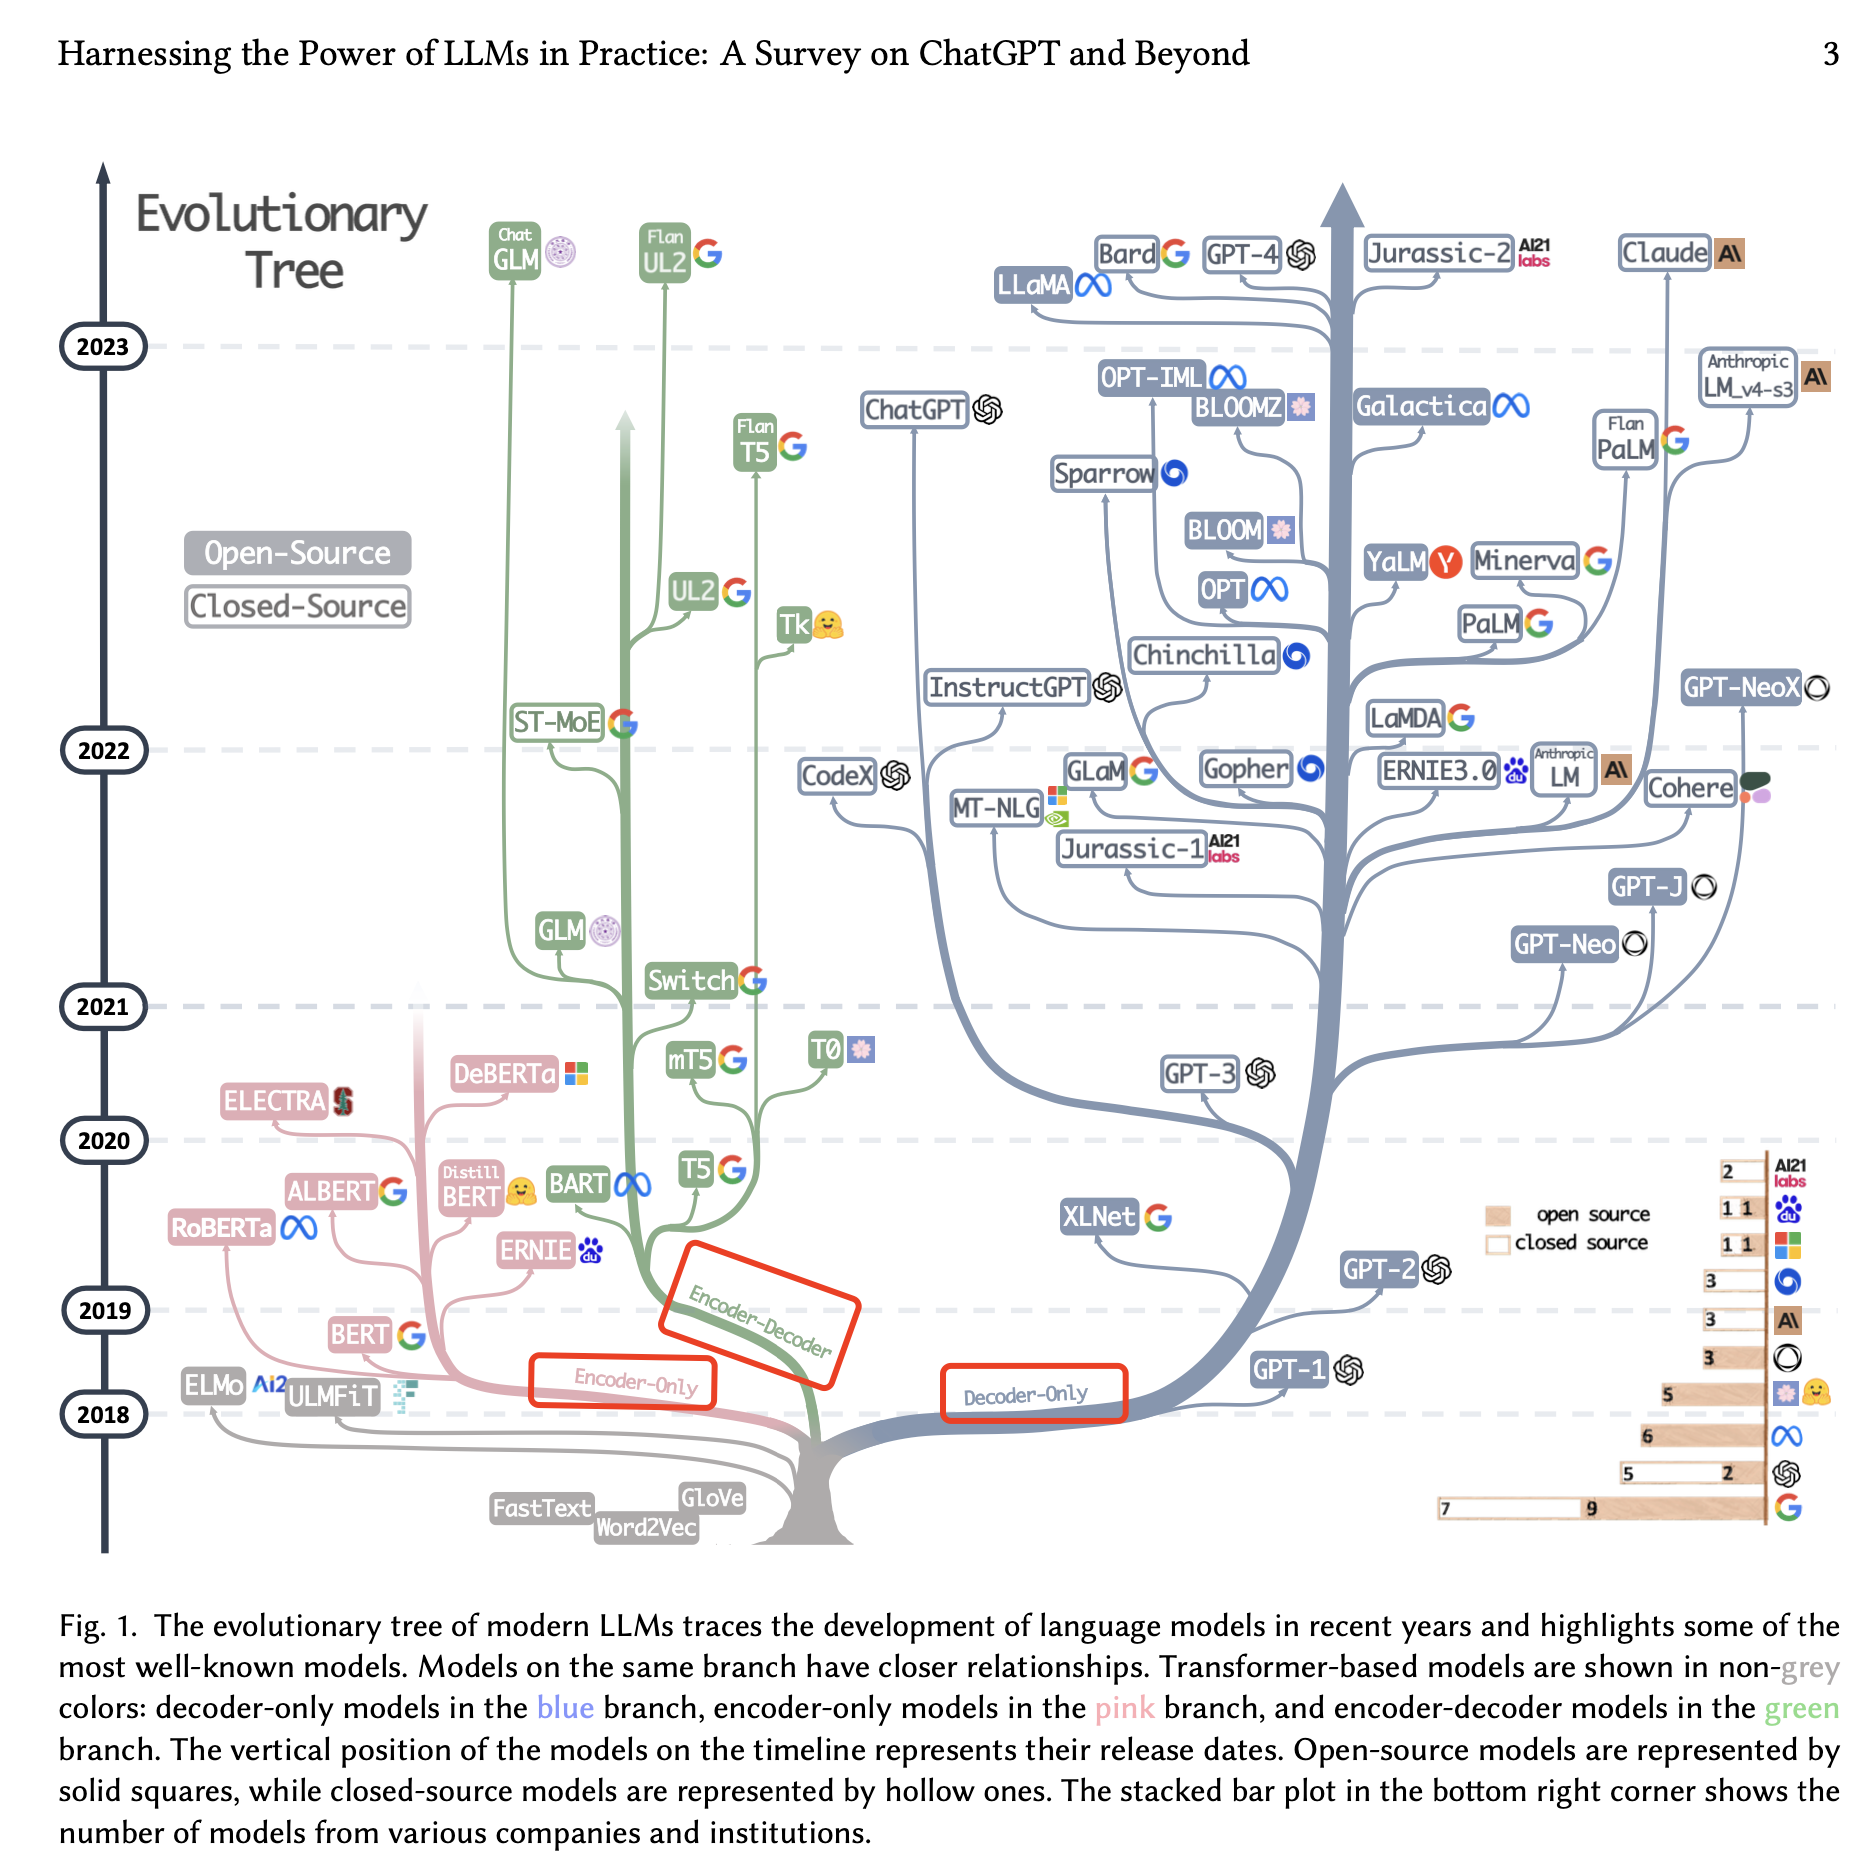 Harnessing the Power of LLMs in Practice: A Survey on ChatGPT and Beyond 3
Evolutionary
Tree
2023
2022
2021
2020
2019
2018
Open-Source
Closed-Source
Chat
GLM
Flan
UL2
Flan
T5
UL2
Tk
ST-MoE
GLM
Switch
mT5
T0
T5
BART
Encoder-Decoder
DeBERTa
ELECTRA
ALBERT
Distill
BERT
RoBERTa
ERNIE
BERT
Encoder-Only
ELMo
Ai2
ULMFiT
FastText
GloVe
Word2Vec
Bard
GPT-4
Jurassic-2
AI21
labs
Claude
A\
LLaMA
OPT-IML
BLOOMZ
ChatGPT
Galactica
Anthropic
LM_v4-s3
A\
Flan
PaLM
Sparrow
BLOOM
YaLM
Y
Minerva
OPT
PaLM
Chinchilla
InstructGPT
LaMDA
GPT-NeoX
CodeX
GLaM
Gopher
ERNIE3.0
du
Anthropic
LM
A\
Cohere
MT-NLG
Jurassic-1
AI21
labs
GPT-J
GPT-Neo
GPT-3
XLNet
GPT-2
GPT-1
Decoder-Only
open source
closed source
2 AI21
labs
1 1 du
1 1
3
3 A\
3
5
6
5 2
7 9
Fig. 1. The evolutionary tree of modern LLMs traces the development of language models in recent years and highlights some of the
most well-known models. Models on the same branch have closer relationships. Transformer-based models are shown in non-grey
colors: decoder-only models in the blue branch, encoder-only models in the pink branch, and encoder-decoder models in the green
branch. The vertical position of the models on the timeline represents their release dates. Open-source models are represented by
solid squares, while closed-source models are represented by hollow ones. The stacked bar plot in the bottom right corner shows the
number of models from various companies and institutions.